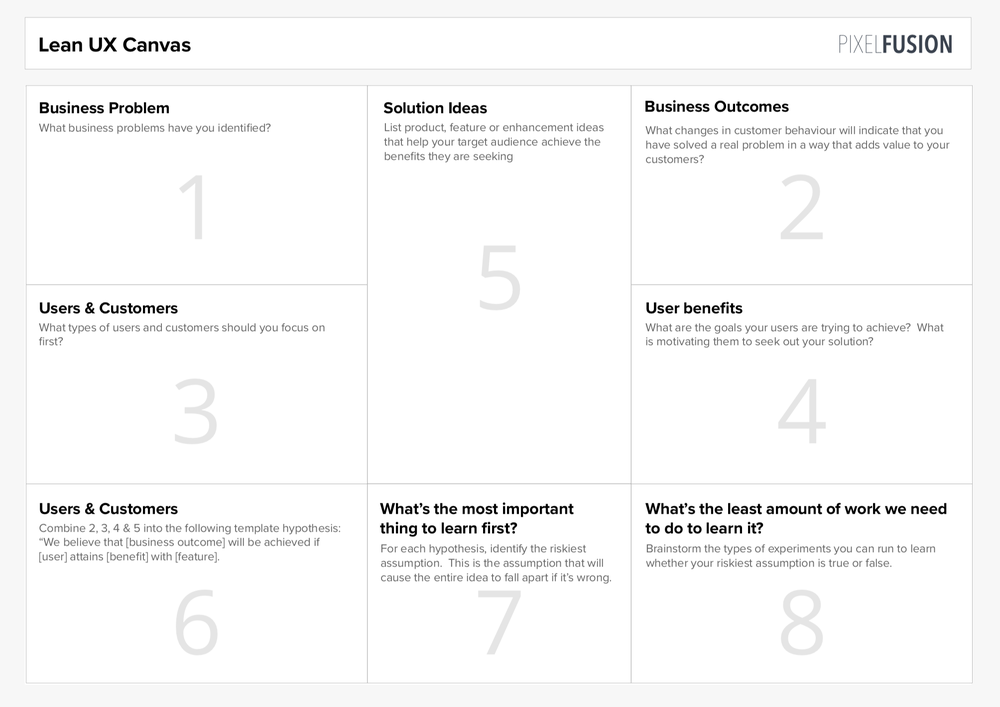 Lean UX Canvas
PIXELFUSION
Business Problem
What business problems have you identified?
1
Solution Ideas
List product, feature or enhancement ideas
that help your target audience achieve the
benefits they are seeking
5
Business Outcomes
What changes in customer behaviour will indicate that you
have solved a real problem in a way that adds value to your
customers?
2
Users & Customers
What types of users and customers should you focus on
first?
3
User benefits
What are the goals your users are trying to achieve?  What
is motivating them to seek out your solution?
4
Users & Customers
Combine 2, 3, 4 & 5 into the following template hypothesis:
“We believe that [business outcome] will be achieved if
[user] attains [benefit] with [feature].
6
What’s the most important
thing to learn first?
For each hypothesis, identify the riskiest
assumption.  This is the assumption that will
cause the entire idea to fall apart if it’s wrong.
7
What’s the least amount of work we need
to do to learn it?
Brainstorm the types of experiments you can run to learn
whether your riskiest assumption is true or false.
8